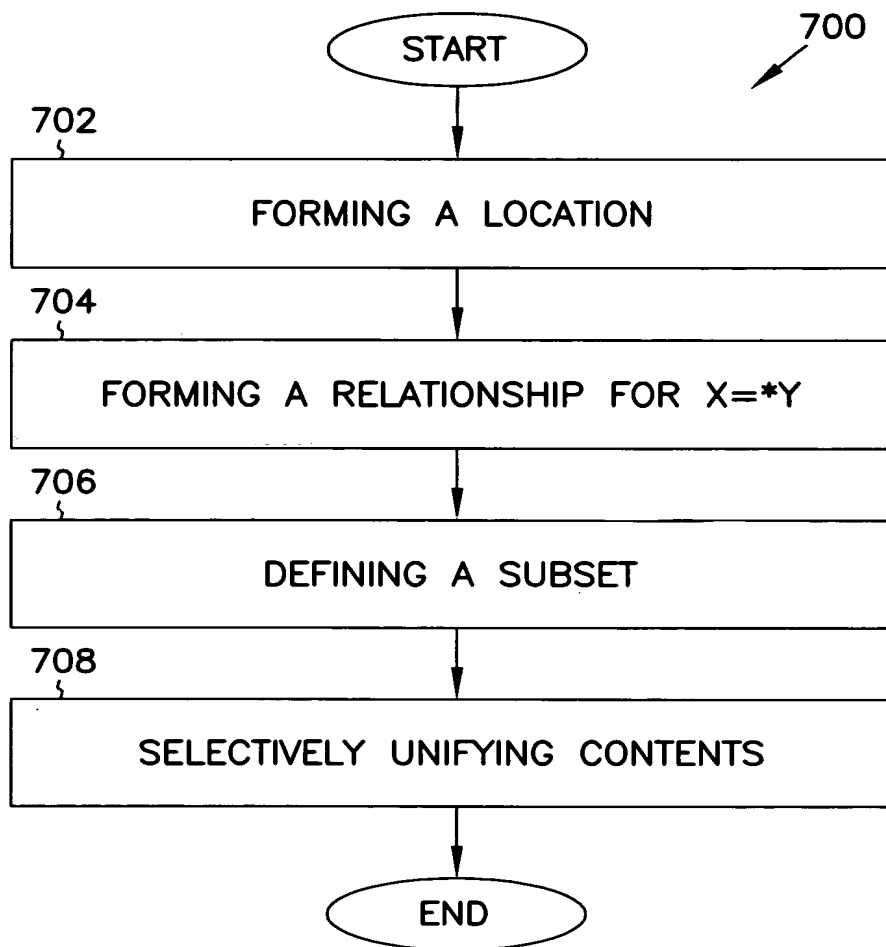 START
700
702
FORMING A LOCATION
704
FORMING A RELATIONSHIP FOR X=*Y
706
DEFINING A SUBSET
708
SELECTIVELY UNIFYING CONTENTS
END